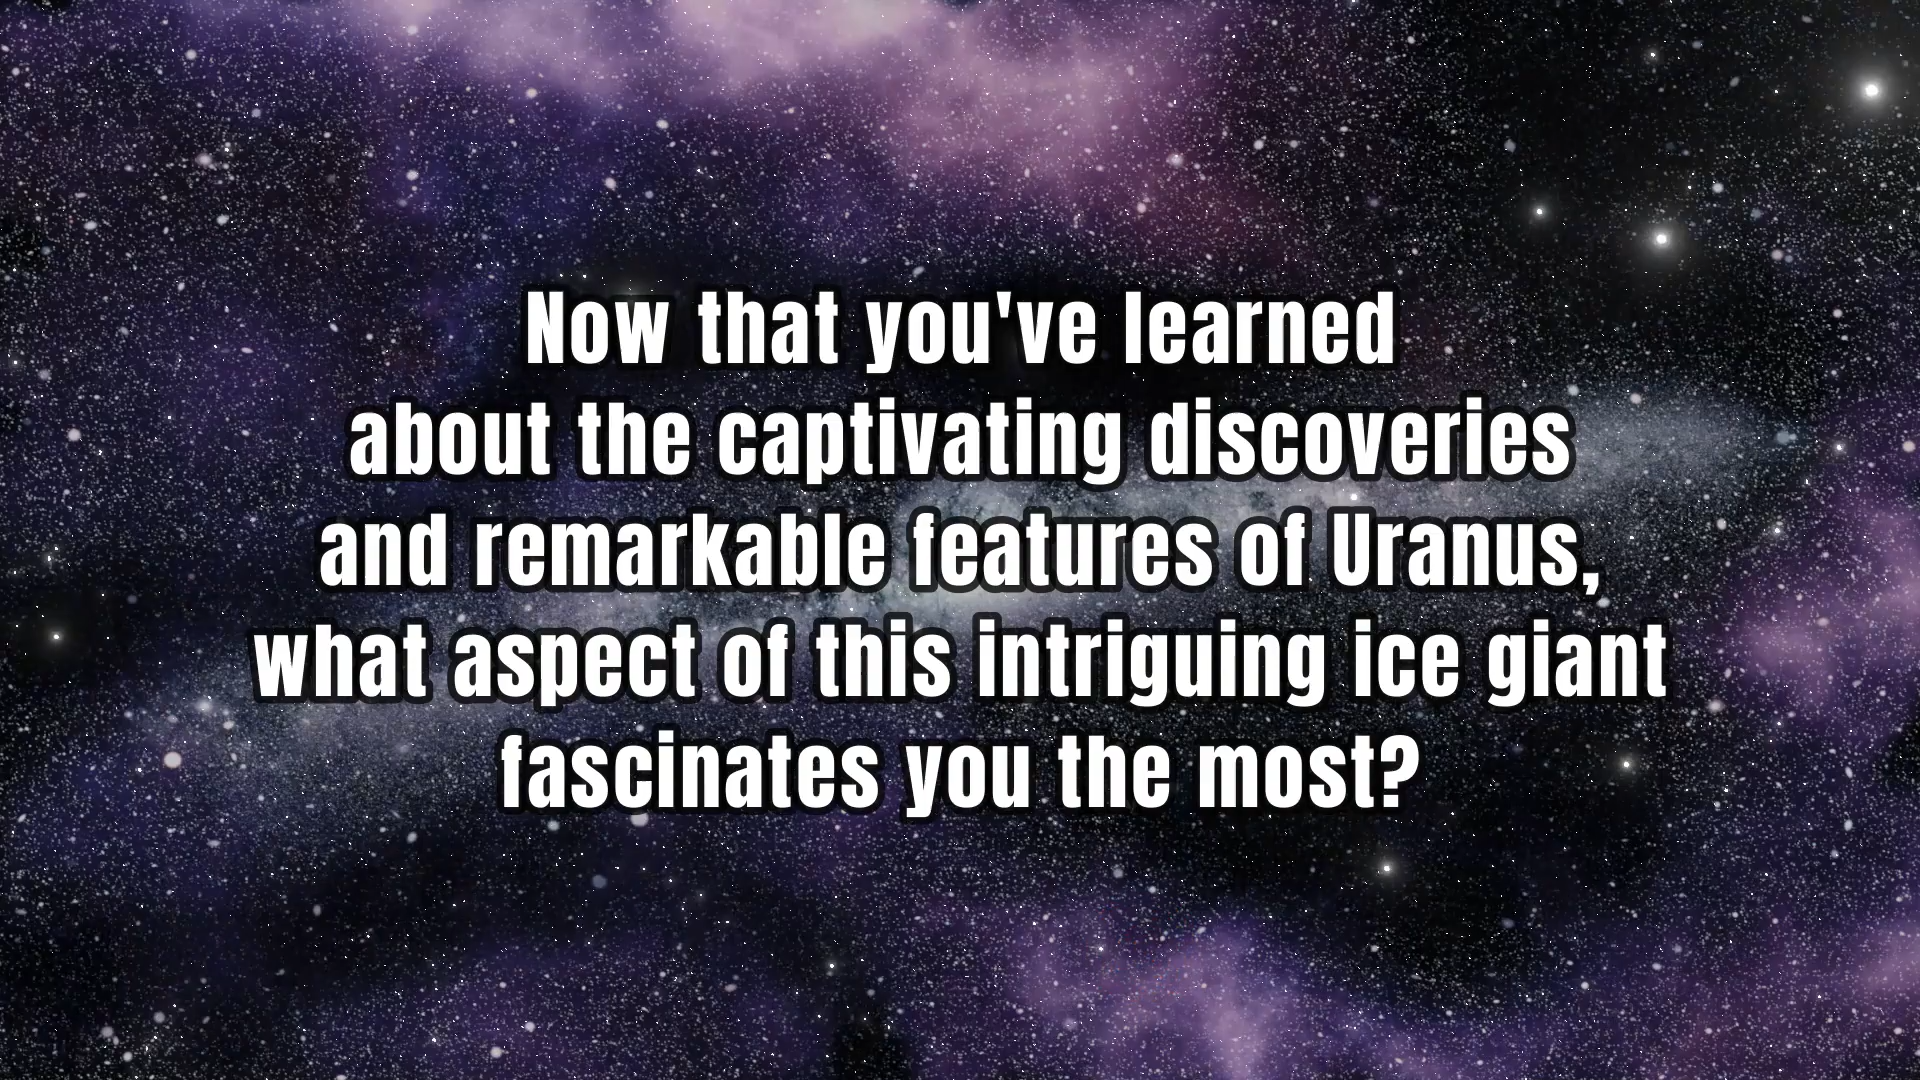 Now that you've learned
about the captivating discoveries
and remarkable features of Uranus,
what aspect of this intriguing ice giant
fascinates you the most?